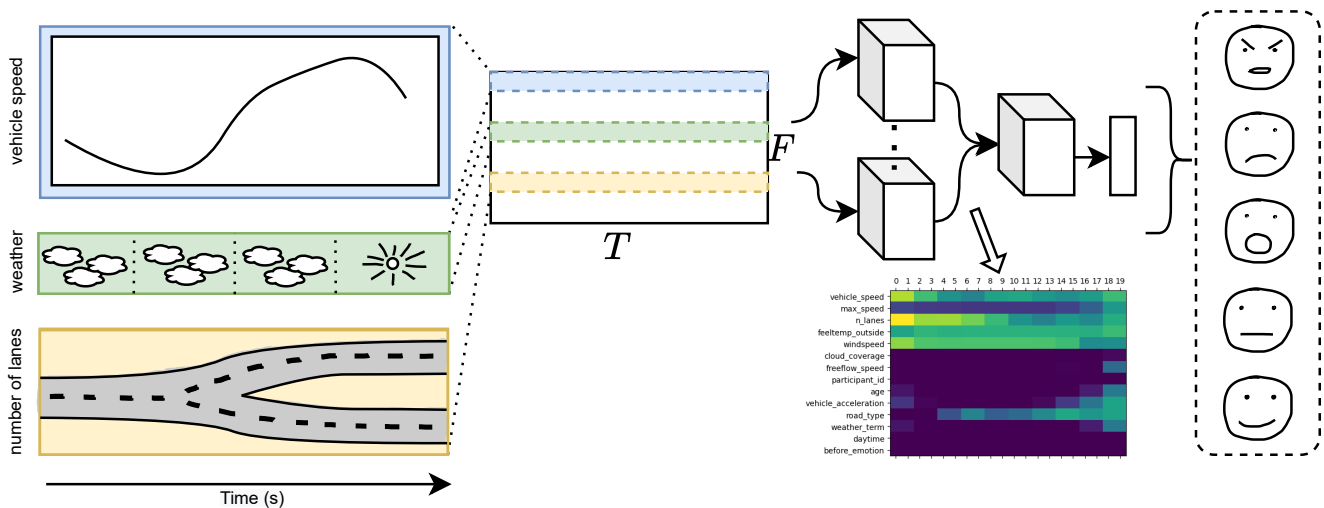 vehicle speed
weather
number of lanes
Time (s)
F
T
0 1 2 3 4 5 6 7 8 9 10 11 12 13 14 15 16 17 18 19
vehicle_speed
max_speed
n_lanes
feeltemp_outside
windspeed
cloud_coverage
freeflow_speed
participant_id
age
vehicle_acceleration
road_type
weather_term
daytime
before_emotion